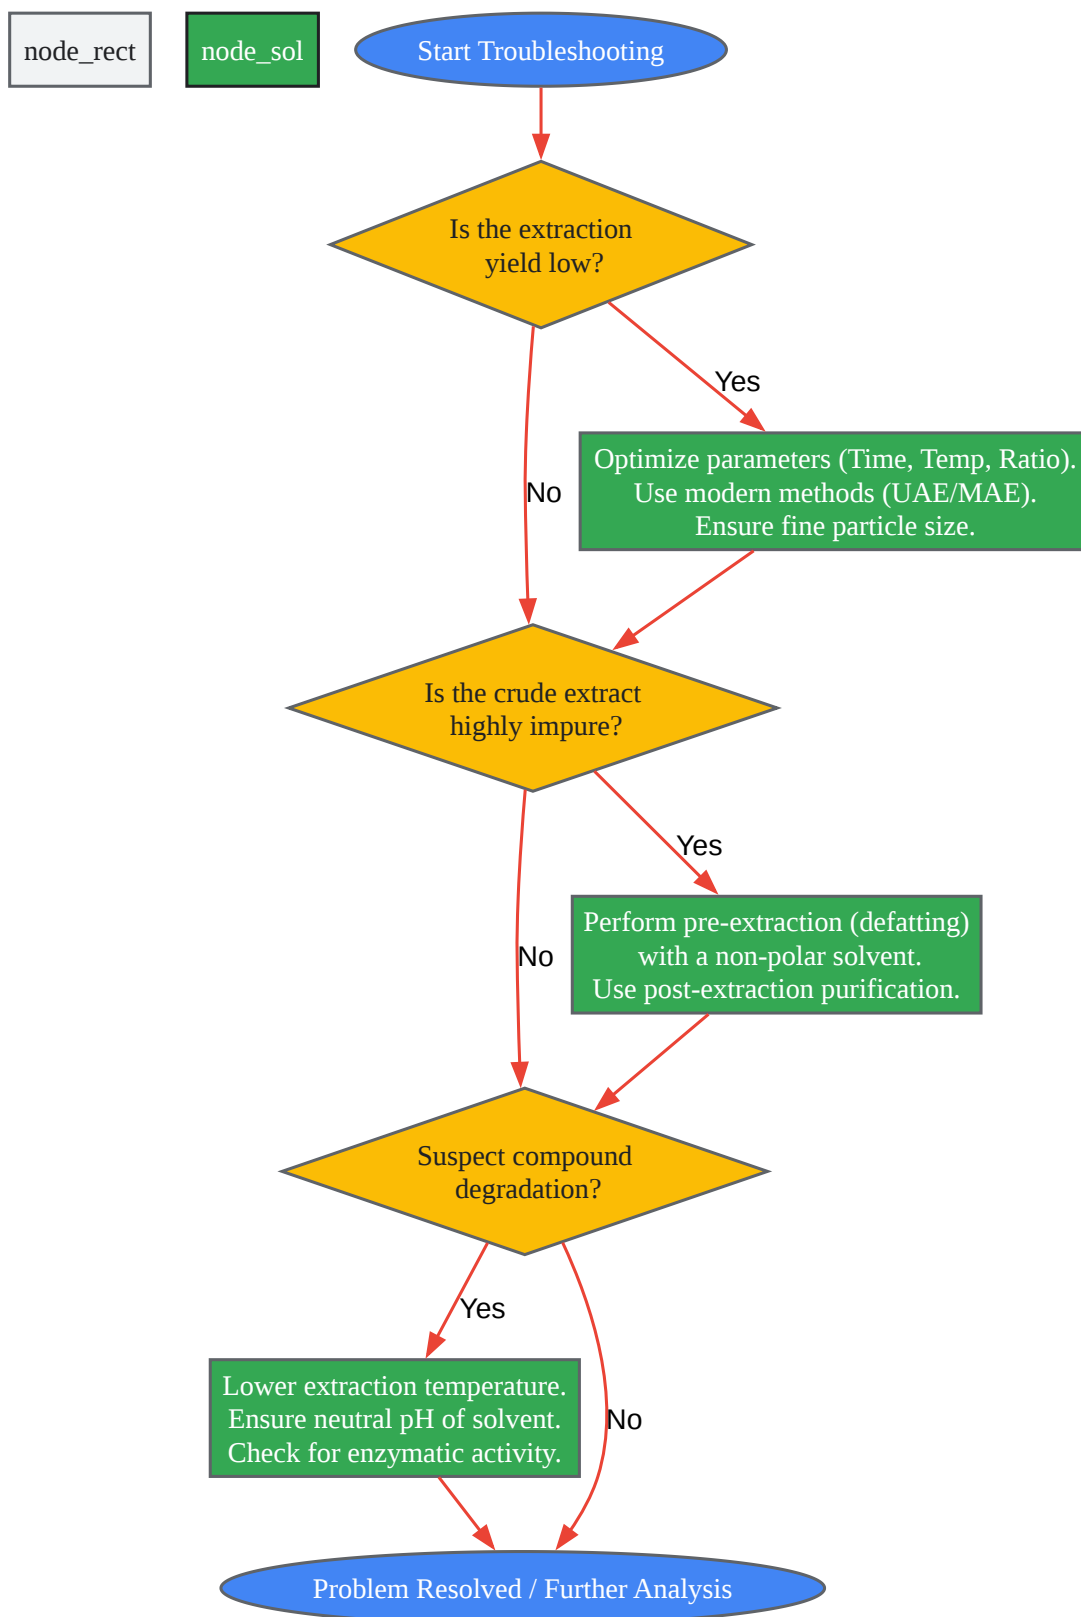 node_rect
node_sol
Start Troubleshooting
Is the extraction
yield low?
Yes
Optimize parameters (Time, Temp, Ratio).
Use modern methods (UAE/MAE).
Ensure fine particle size.
No
Is the crude extract
highly impure?
Yes
Perform pre-extraction (defatting)
with a non-polar solvent.
Use post-extraction purification.
No
Suspect compound
degradation?
Yes
Lower extraction temperature.
Ensure neutral pH of solvent.
Check for enzymatic activity.
No
Problem Resolved / Further Analysis